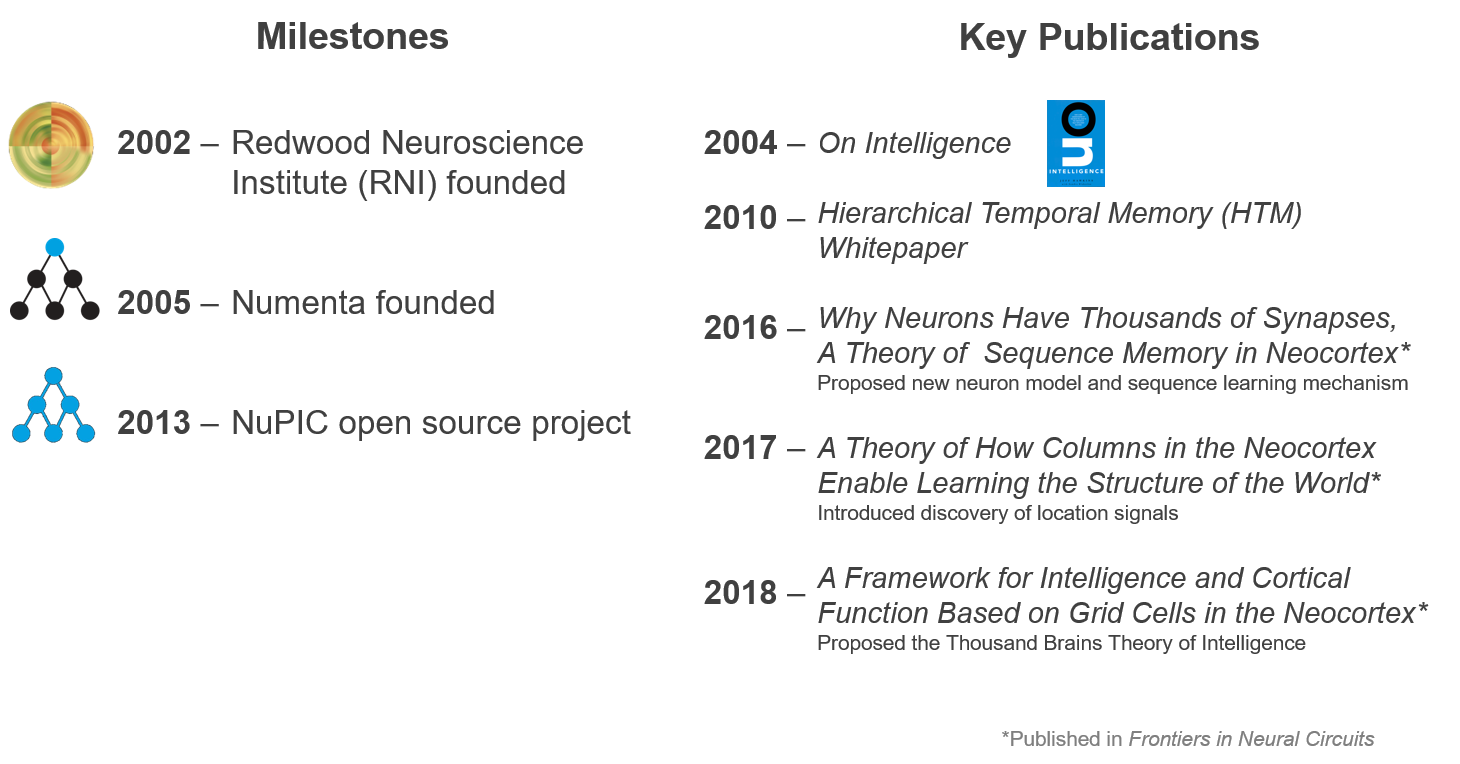 Milestones
2002 – Redwood Neuroscience
Institute (RNI) founded
2005 – Numenta founded
2013 – NuPIC open source project
Key Publications
2004 – On Intelligence
on
INTELLIGENCE
2010 – Hierarchical Temporal Memory (HTM)
Whitepaper
2016 – Why Neurons Have Thousands of Synapses,
A Theory of  Sequence Memory in Neocortex*
Proposed new neuron model and sequence learning mechanism
2017 – A Theory of How Columns in the Neocortex
Enable Learning the Structure of the World*
Introduced discovery of location signals
2018 – A Framework for Intelligence and Cortical
Function Based on Grid Cells in the Neocortex*
Proposed the Thousand Brains Theory of Intelligence
*Published in Frontiers in Neural Circuits